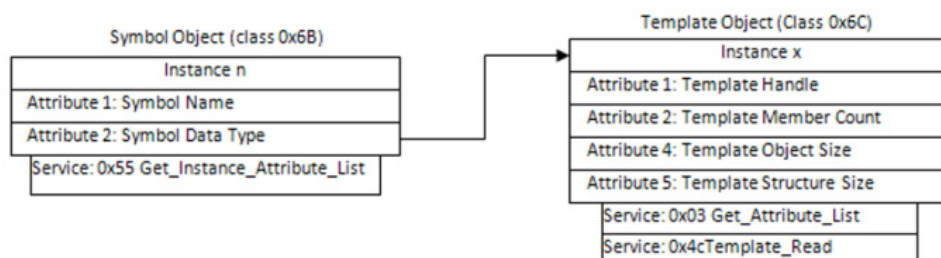 Symbol Object (class 0x6B)
Instance n
Attribute 1: Symbol Name
Attribute 2: Symbol Data Type
Service: 0x55 Get_Instance_Attribute_List
Template Object (Class 0x6C)
Instance x
Attribute 1: Template Handle
Attribute 2: Template Member Count
Attribute 4: Template Object Size
Attribute 5: Template Structure Size
Service: 0x03 Get_Attribute_List
Service: 0x4cTemplate_Read